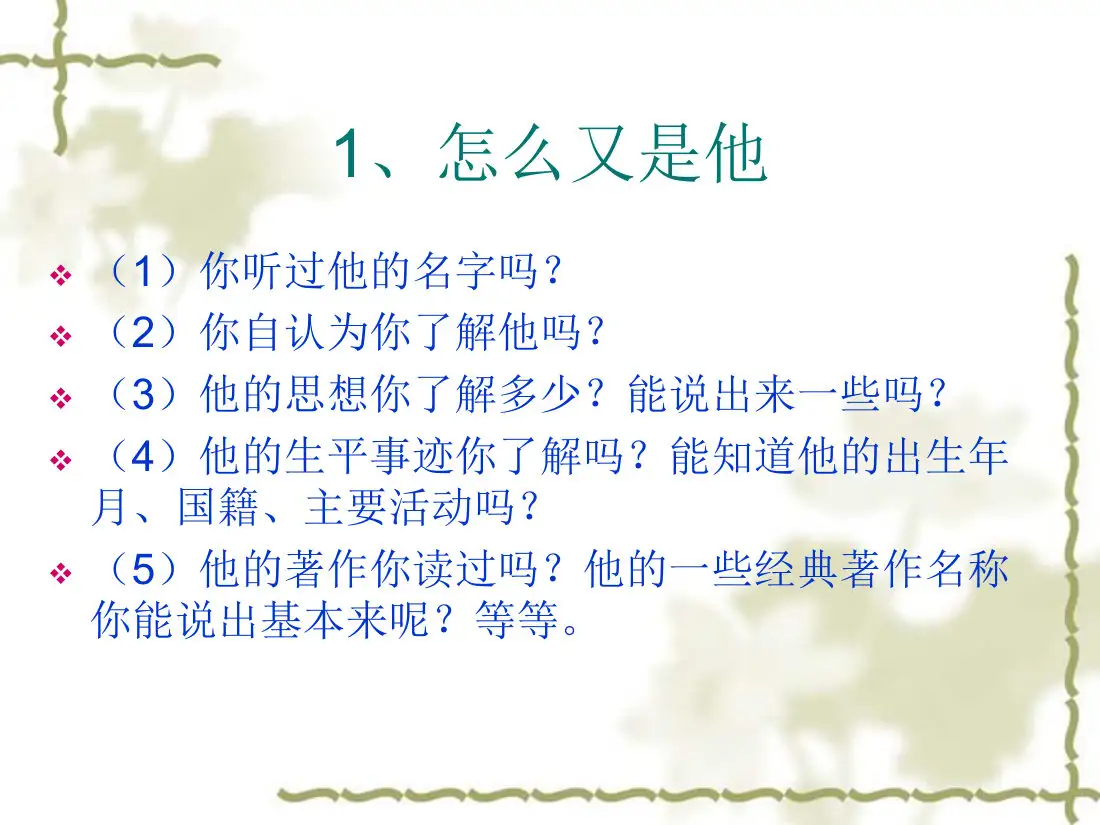 1、怎么又是他
（1）你听过他的名字吗？
（2）你自认为你了解他吗？
（3）他的思想你了解多少？能说出来一些吗？
（4）他的生平事迹你了解吗？能知道他的出生年
月、国籍、主要活动吗？
（5）他的著作你读过吗？他的一些经典著作名称
你能说出基本来呢？等等。